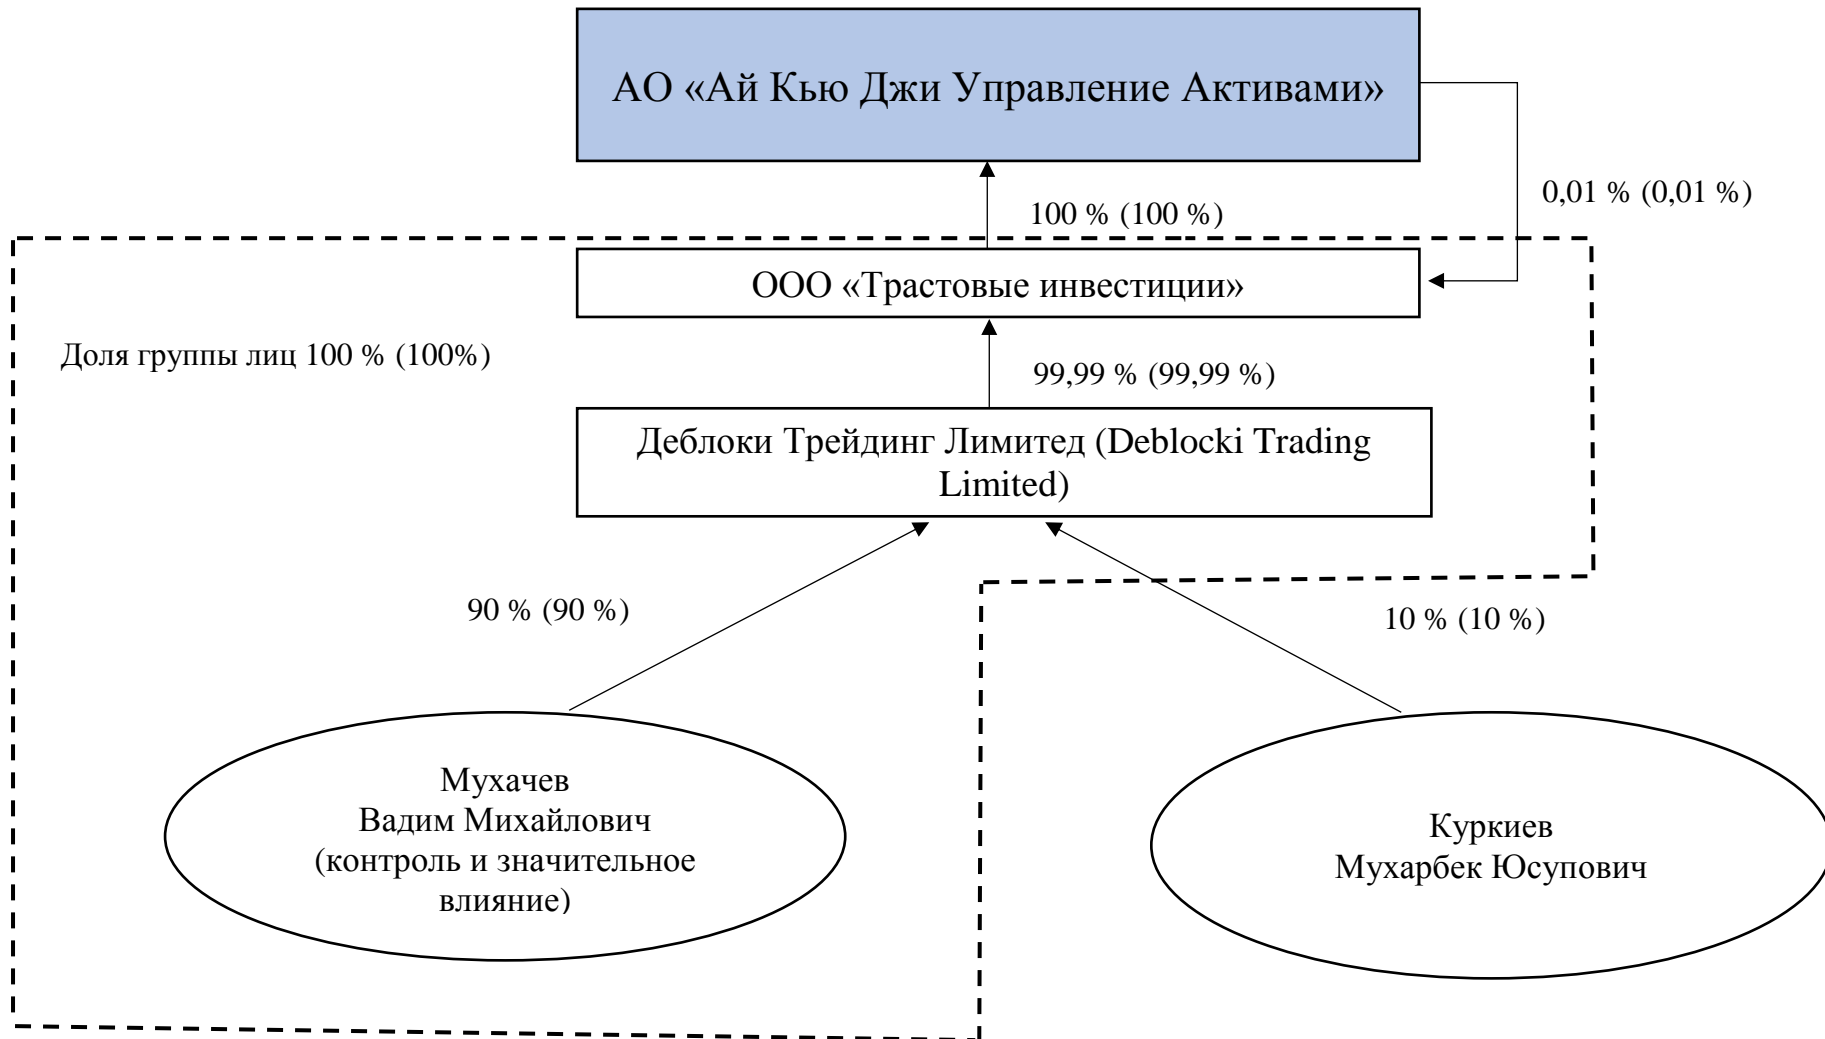 АО «Ай Кью Джи Управление Активами»
0,01 % (0,01 %)
100 % (100 %)
ООО «Трастовые инвестиции»
Доля группы лиц 100 % (100%)
99,99 % (99,99 %)
Деблоки Трейдинг Лимитед (Deblocki Trading
Limited)
90 % (90 %)
10 % (10 %)
Мухачев
Вадим Михайлович
(контроль и значительное
влияние)
Куркиев
Мухарбек Юсупович